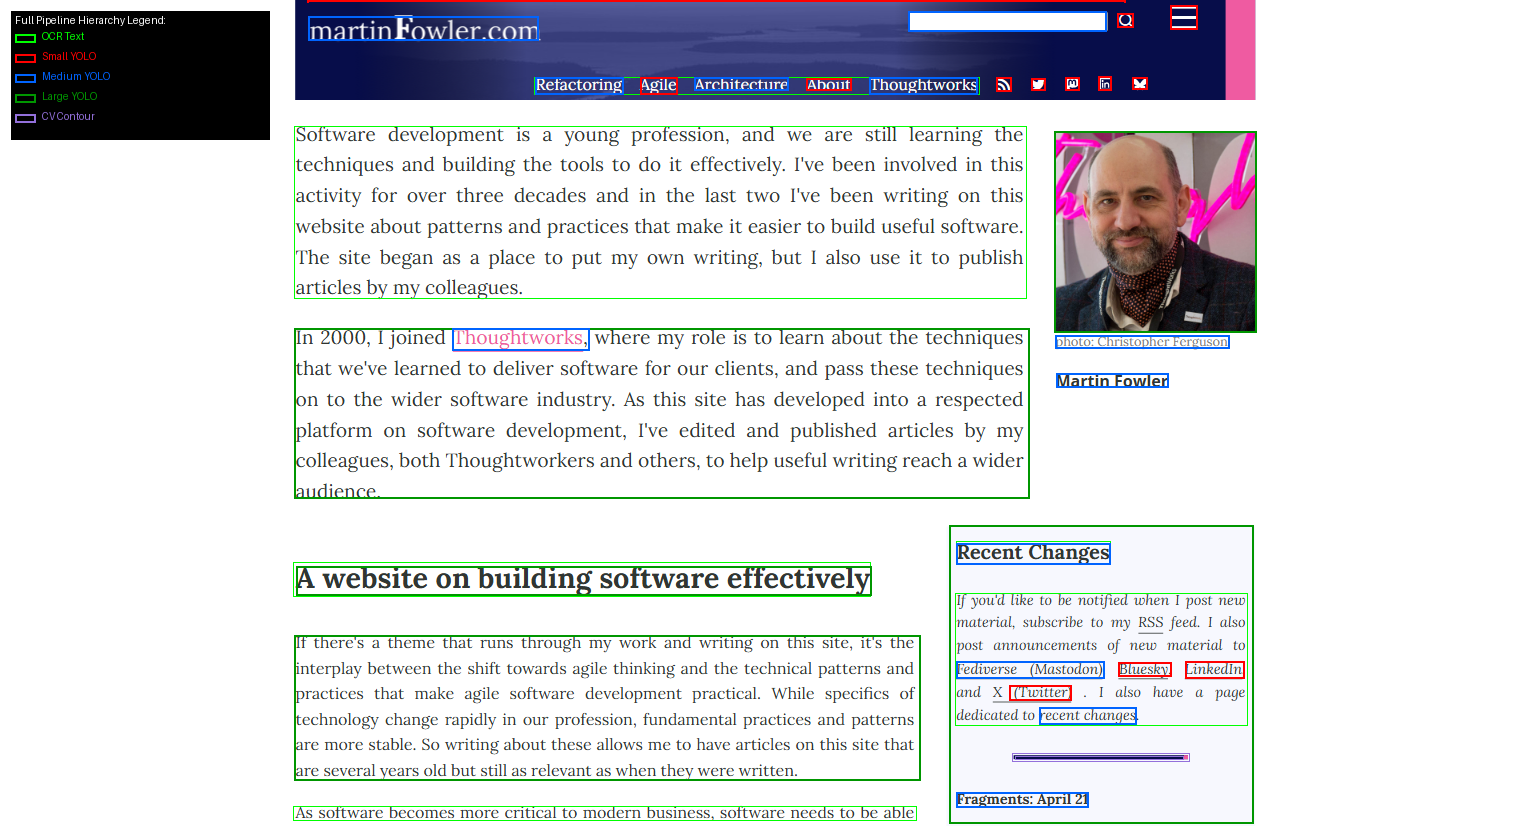 Full Pipeline Hierarchy Legend:
OCR Text
Small YOLO
Medium YOLO
Large YOLO
CV Contour
martinFowler.com
Refactoring Agile Architecture About Thoughtworks
Software development is a young profession, and we are still learning the
techniques and building the tools to do it effectively. I've been involved in this
activity for over three decades and in the last two I've been writing on this
website about patterns and practices that make it easier to build useful software.
The site began as a place to put my own writing, but I also use it to publish
articles by my colleagues.
In 2000, I joined Thoughtworks, where my role is to learn about the techniques
that we've learned to deliver software for our clients, and pass these techniques
on to the wider software industry. As this site has developed into a respected
platform on software development, I've edited and published articles by my
colleagues, both Thoughtworkers and others, to help useful writing reach a wider
audience.
photo: Christopher Ferguson
Martin Fowler
A website on building software effectively
If there's a theme that runs through my work and writing on this site, it's the
interplay between the shift towards agile thinking and the technical patterns and
practices that make agile software development practical. While specifics of
technology change rapidly in our profession, fundamental practices and patterns
are more stable. So writing about these allows me to have articles on this site that
are several years old but still as relevant as when they were written.
As software becomes more critical to modern business, software needs to be able
Recent Changes
If you'd like to be notified when I post new
material, subscribe to my RSS feed. I also
post announcements of new material to
Fediverse (Mastodon) Bluesky, LinkedIn
and X (Twitter) . I also have a page
dedicated to recent changes.
Fragments: April 21